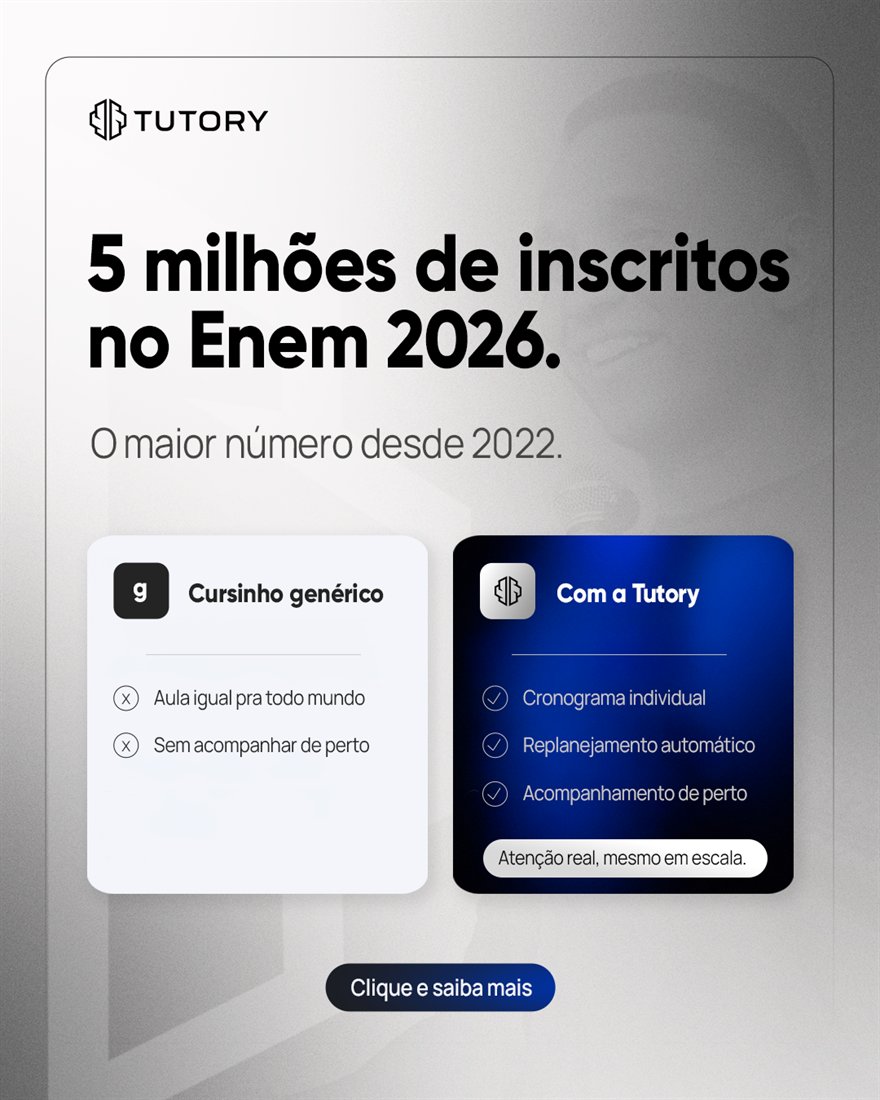 TUTORY
5 milhões de inscritos
no Enem 2026.
O maior número desde 2022.
g
Cursinho genérico
Aula igual pra todo mundo
Sem acompanhar de perto
Com a Tutory
Cronograma individual
Replanejamento automático
Acompanhamento de perto
Atenção real, mesmo em escala.
Clique e saiba mais